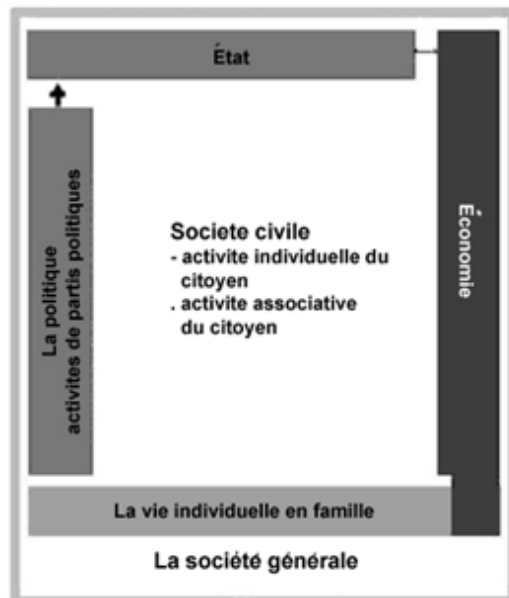 État
La politique
activites de partis politiques
Societe civile
- activite individuelle du
citoyen
. activite associative
du citoyen
Économie
La vie individuelle en famille
La société générale